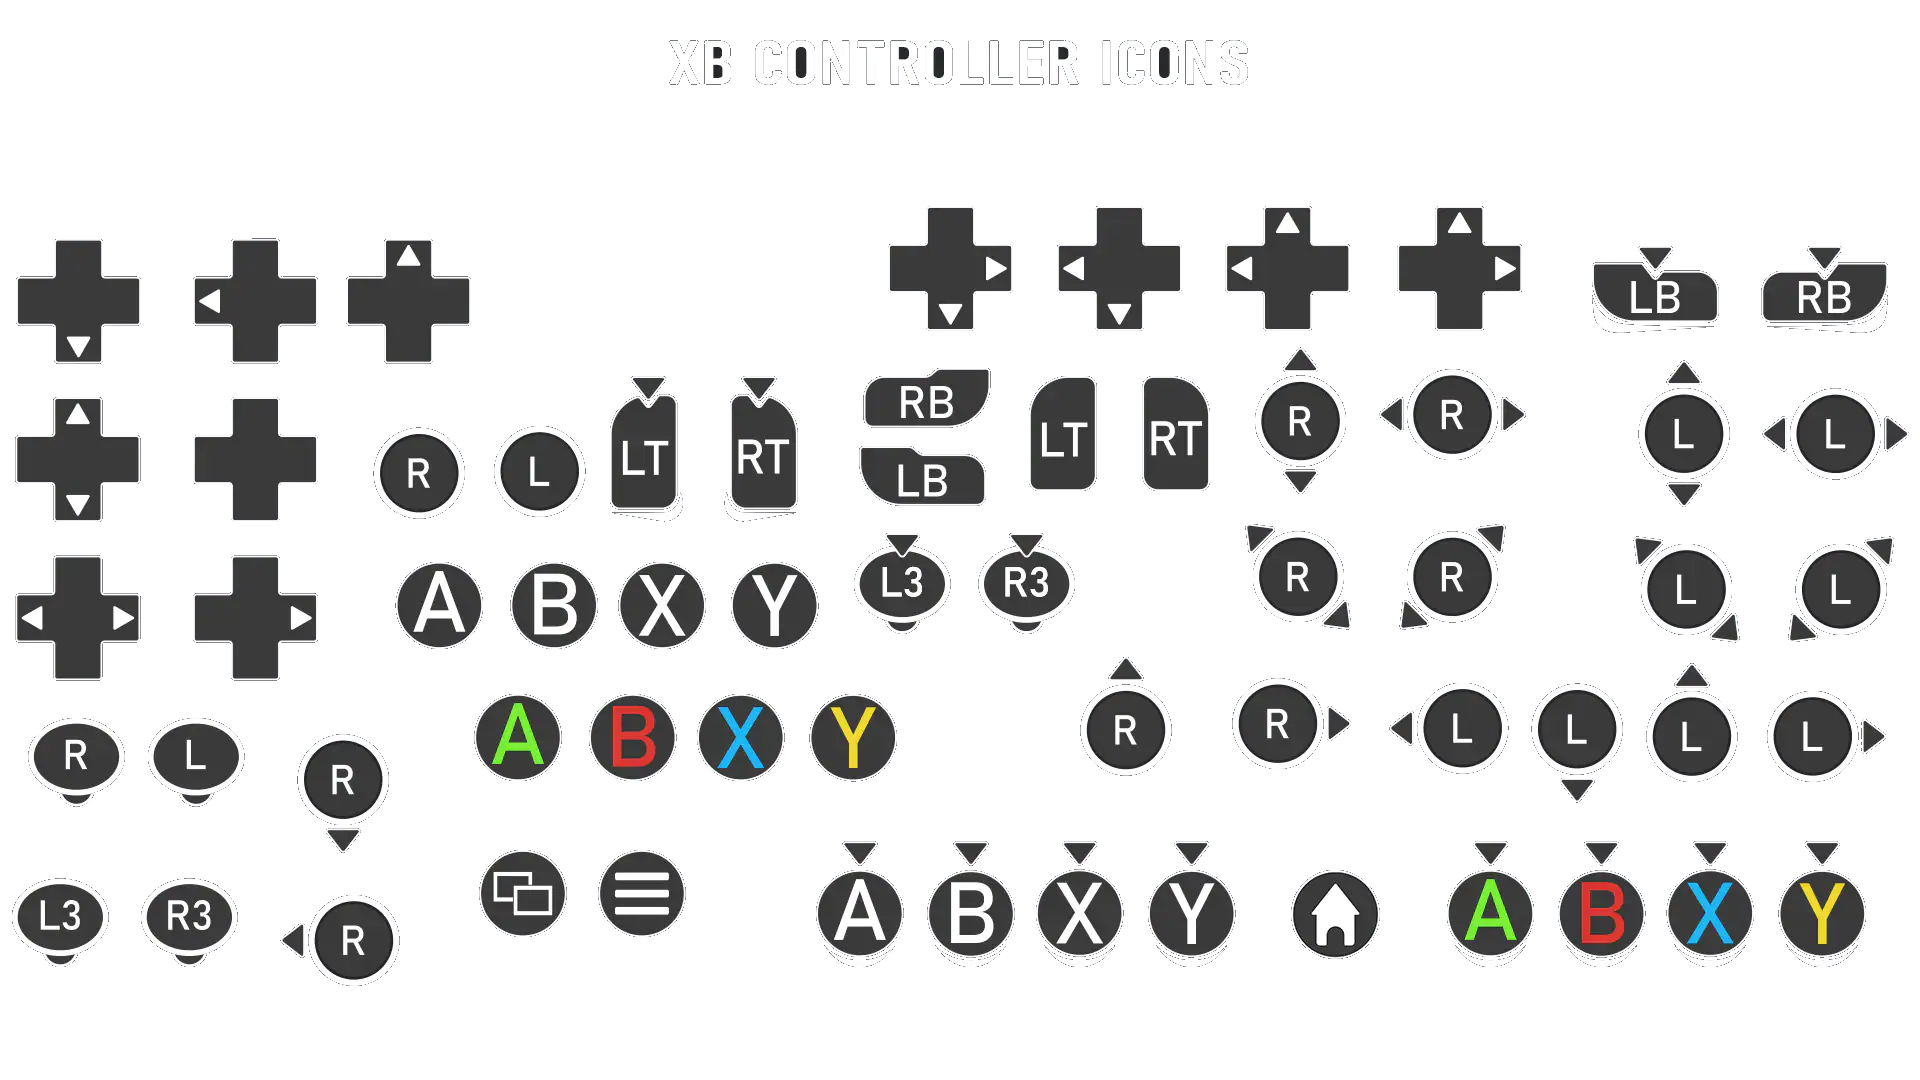 XB CONTROLLER ICONS
LB RB
R L LT RT RB LT RT R R L L
LB
A B X Y L3 R3 R R L L
R L R A B X Y R R L L L L
L3 R3 R A B X Y A B X Y